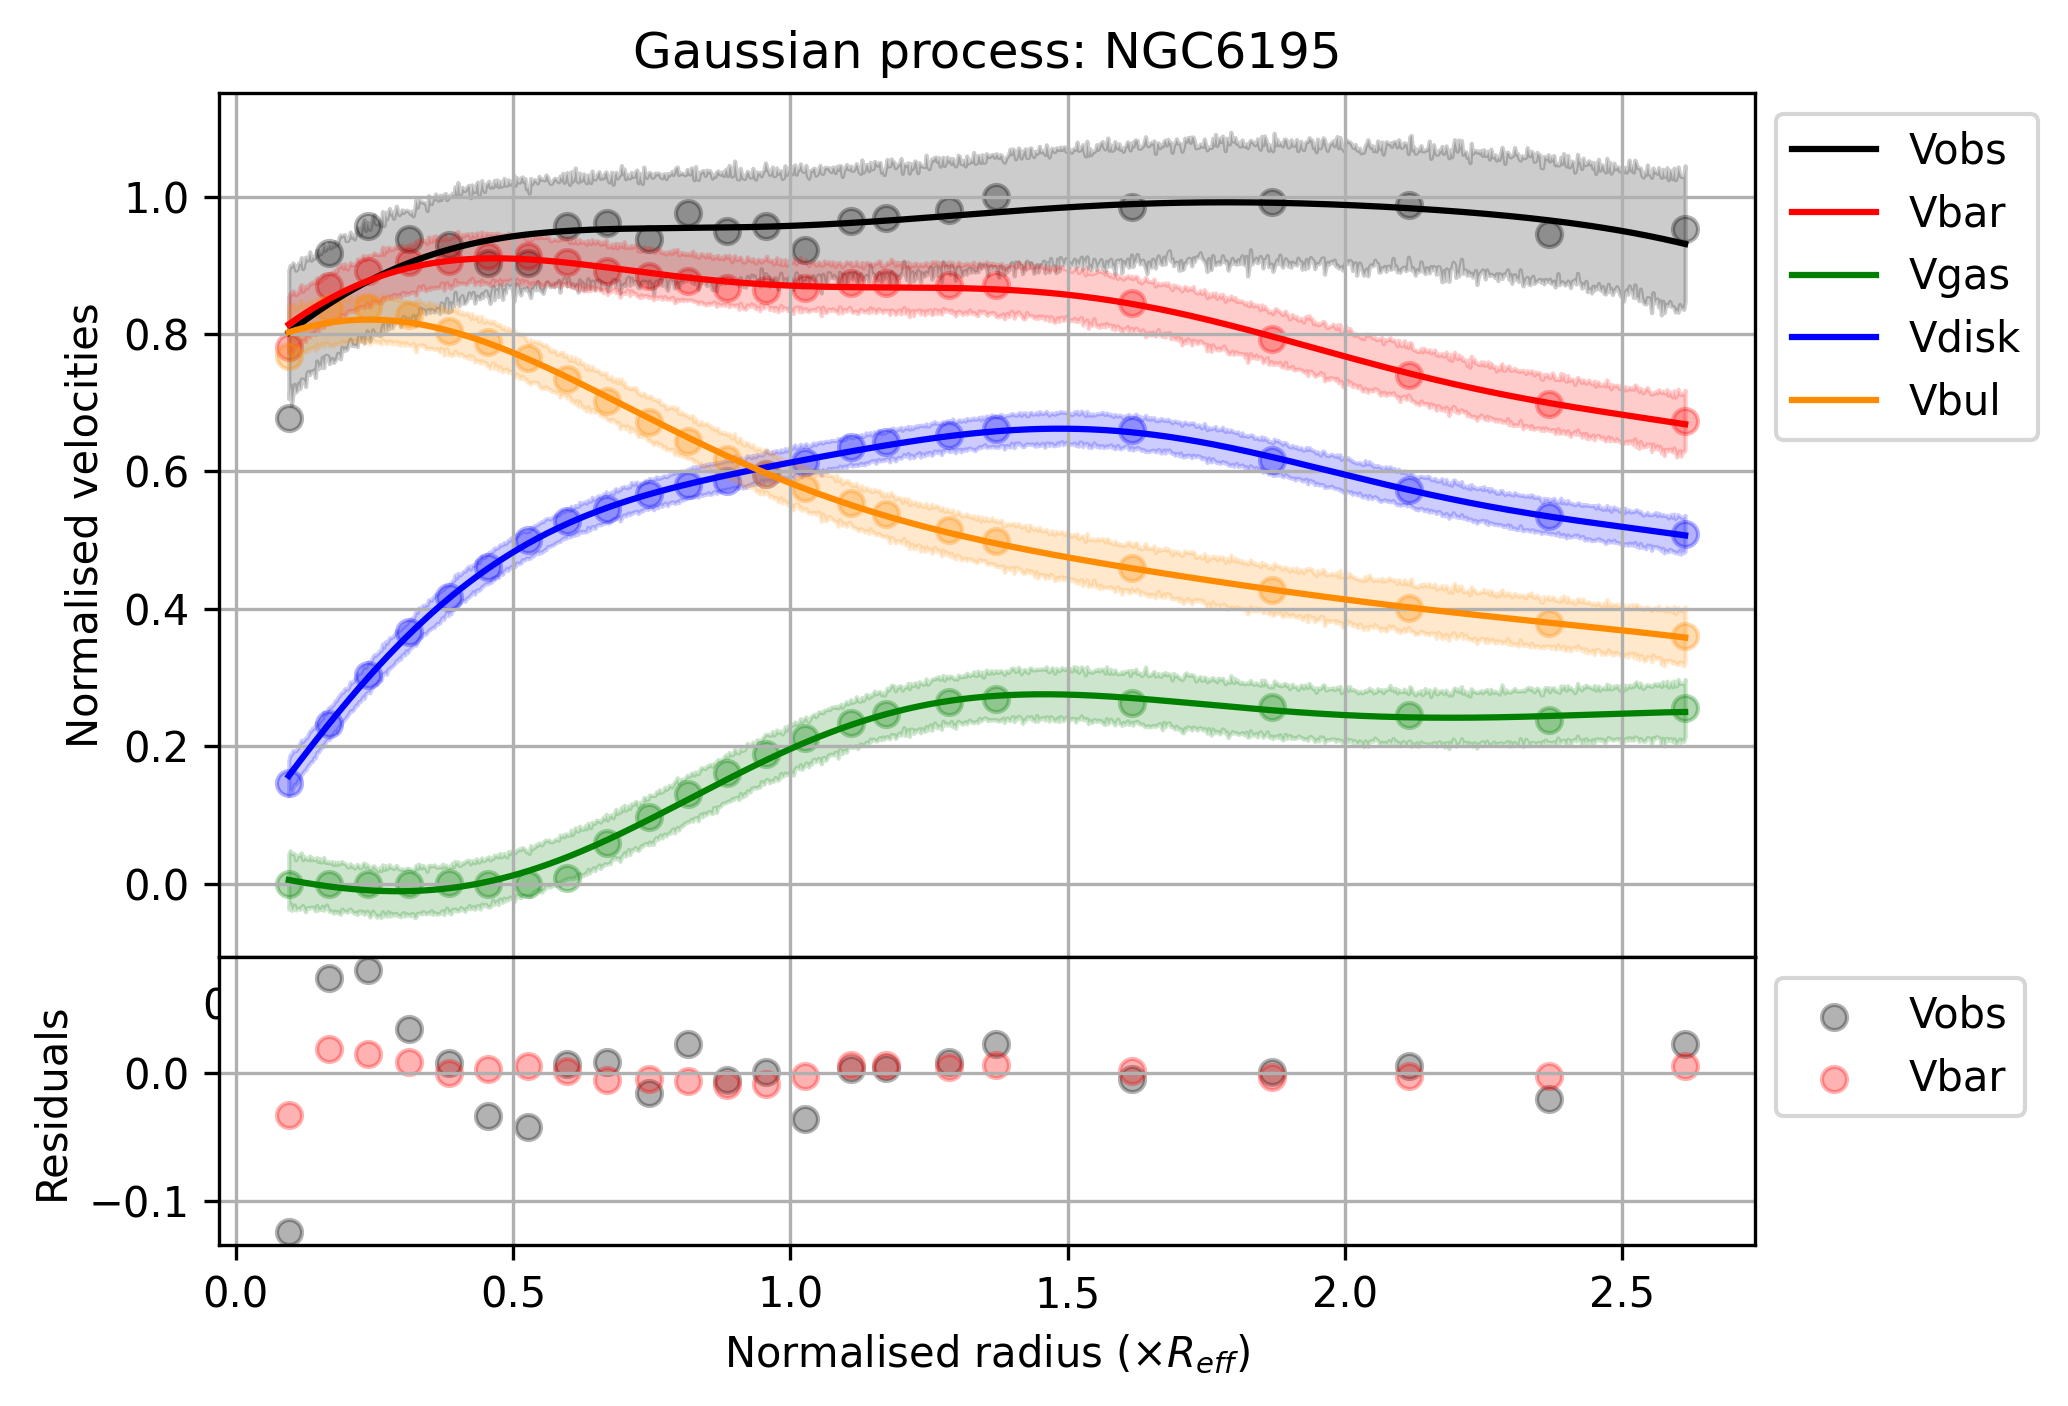 Gaussian process: NGC6195
Normalised velocities
1.0
0.8
0.6
0.4
0.2
0.0
Vobs
Vbar
Vgas
Vdisk
Vbul
Residuals
0.0
−0.1
Vobs
Vbar
0.0 0.5 1.0 1.5 2.0 2.5
Normalised radius (×R_eff)